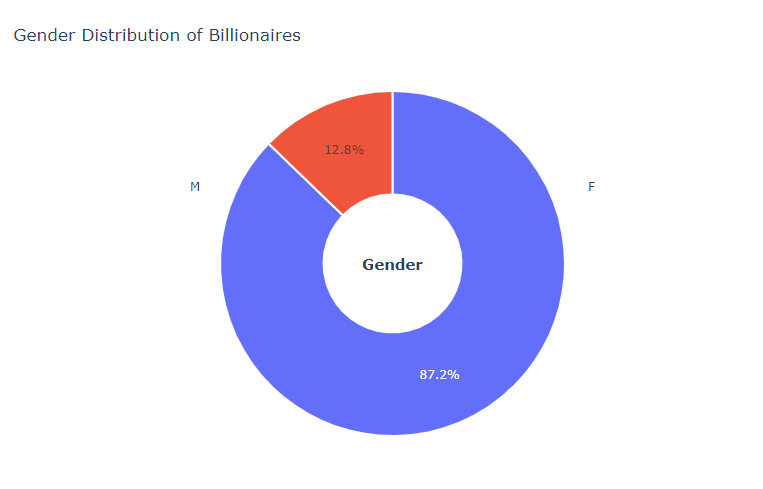 Gender Distribution of Billionaires
12.8%
M
F
Gender
87.2%